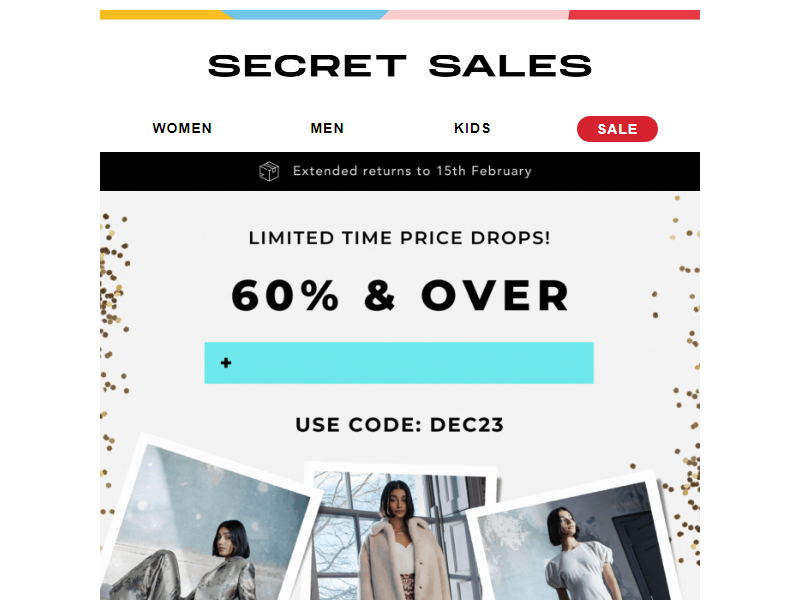 SECRET SALES
WOMEN MEN KIDS SALE
Extended returns to 15th February
LIMITED TIME PRICE DROPS!
60% & OVER
+
USE CODE: DEC23